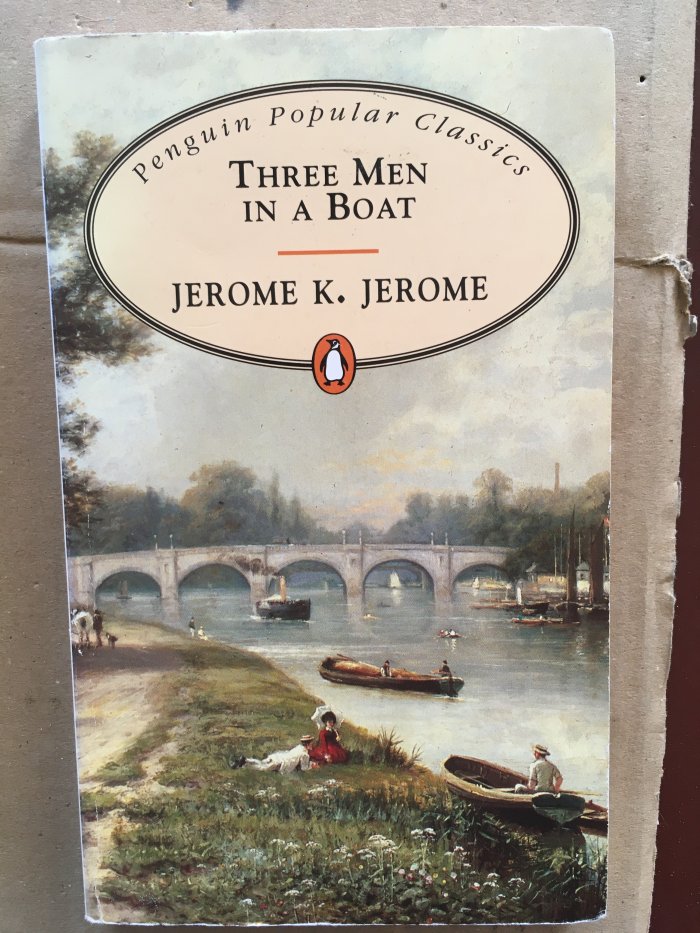 Penguin Popular Classics
THREE MEN
IN A BOAT
JEROME K. JEROME